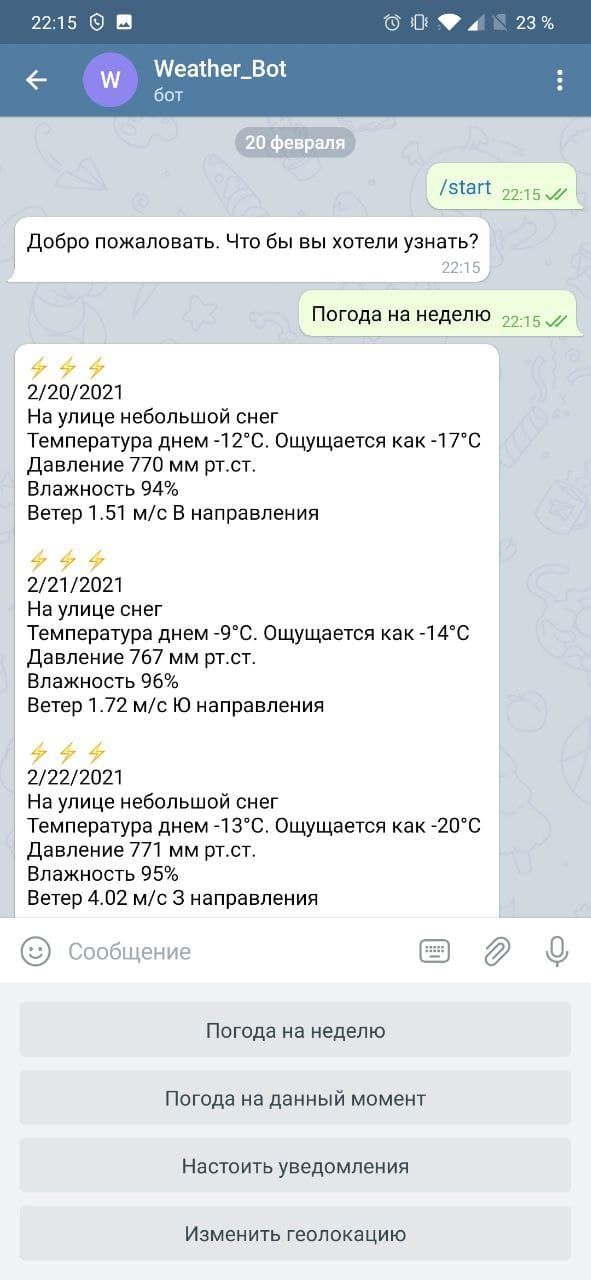 22:15
23 %
W
Weather_Bot
бот
20 февраля
/start 22:15
Добро пожаловать. Что бы вы хотели узнать?
22:15
Погода на неделю 22:15
⚡ ⚡ ⚡
2/20/2021
На улице небольшой снег
Температура днем -12°C. Ощущается как -17°C
Давление 770 мм рт.ст.
Влажность 94%
Ветер 1.51 м/с В направления
⚡ ⚡ ⚡
2/21/2021
На улице снег
Температура днем -9°C. Ощущается как -14°C
Давление 767 мм рт.ст.
Влажность 96%
Ветер 1.72 м/с Ю направления
⚡ ⚡ ⚡
2/22/2021
На улице небольшой снег
Температура днем -13°C. Ощущается как -20°C
Давление 771 мм рт.ст.
Влажность 95%
Ветер 4.02 м/с З направления
Сообщение
Погода на неделю
Погода на данный момент
Настоить уведомления
Изменить геолокацию